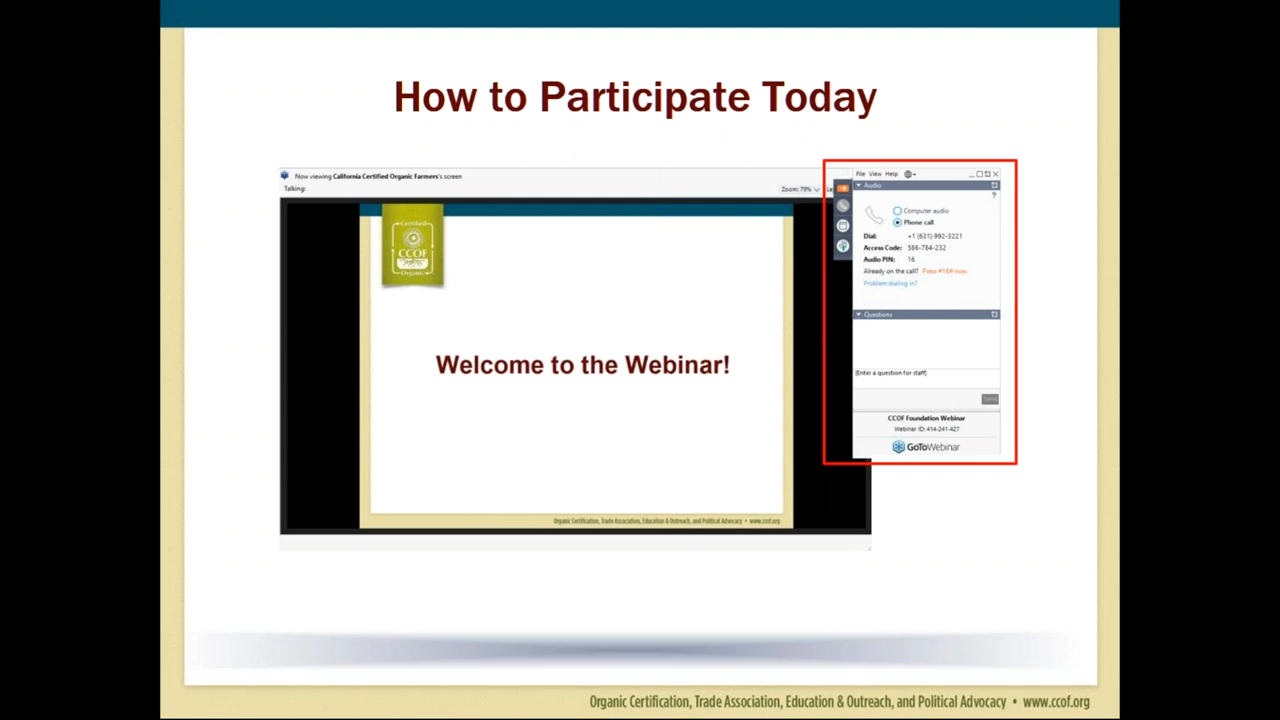 How to Participate Today
Now viewing California Certified Organic Farmers's screen
Talking:
Zoom: 79%
File View Help
Audio
?
Computer audio
Phone call
Dial: +1 (631) 992-3221
Access Code: 586-784-232
Audio PIN: 16
Already on the call? Press #16# now.
Problem dialing in?
Certified
CCOF
Organic
Welcome to the Webinar!
Questions
[Enter a question for staff]
Send
CCOF Foundation Webinar
Webinar ID: 414-241-427
GoToWebinar
Organic Certification, Trade Association, Education & Outreach, and Political Advocacy • www.ccof.org
Organic Certification, Trade Association, Education & Outreach, and Political Advocacy • www.ccof.org